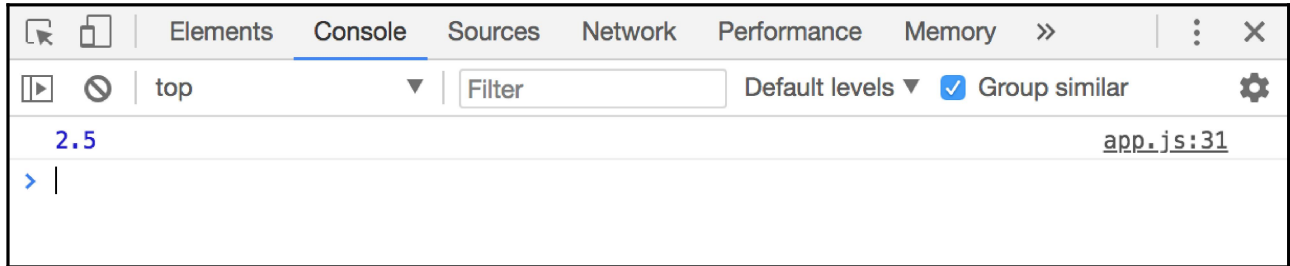 Elements Console Sources Network Performance Memory »
top Filter Default levels Group similar
2.5 app.js:31
>